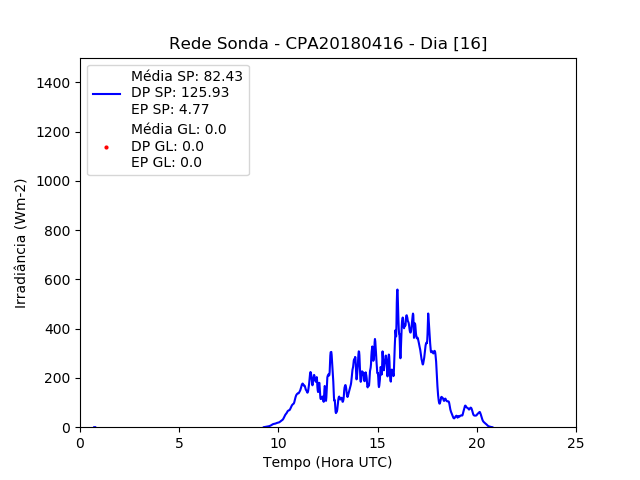 Rede Sonda - CPA20180416 - Dia [16]
Média SP: 82.43
DP SP: 125.93
EP SP: 4.77
Média GL: 0.0
DP GL: 0.0
EP GL: 0.0
Irradiância (Wm-2)
1400
1200
1000
800
600
400
200
0
0 5 10 15 20 25
Tempo (Hora UTC)